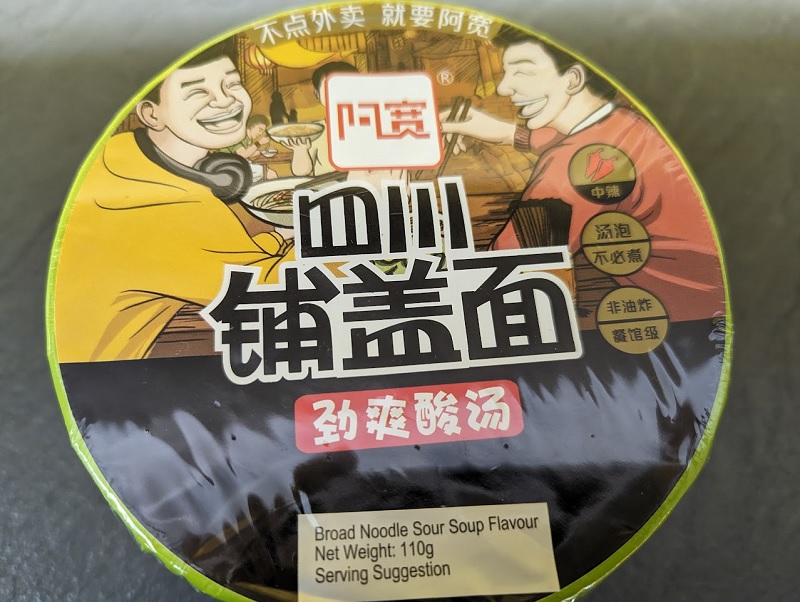 不点外卖 就要阿宽
阿宽®
四川
铺盖面
劲爽酸汤
中辣
汤泡
不必煮
非油炸
餐馆级
Broad Noodle Sour Soup Flavour
Net Weight: 110g
Serving Suggestion